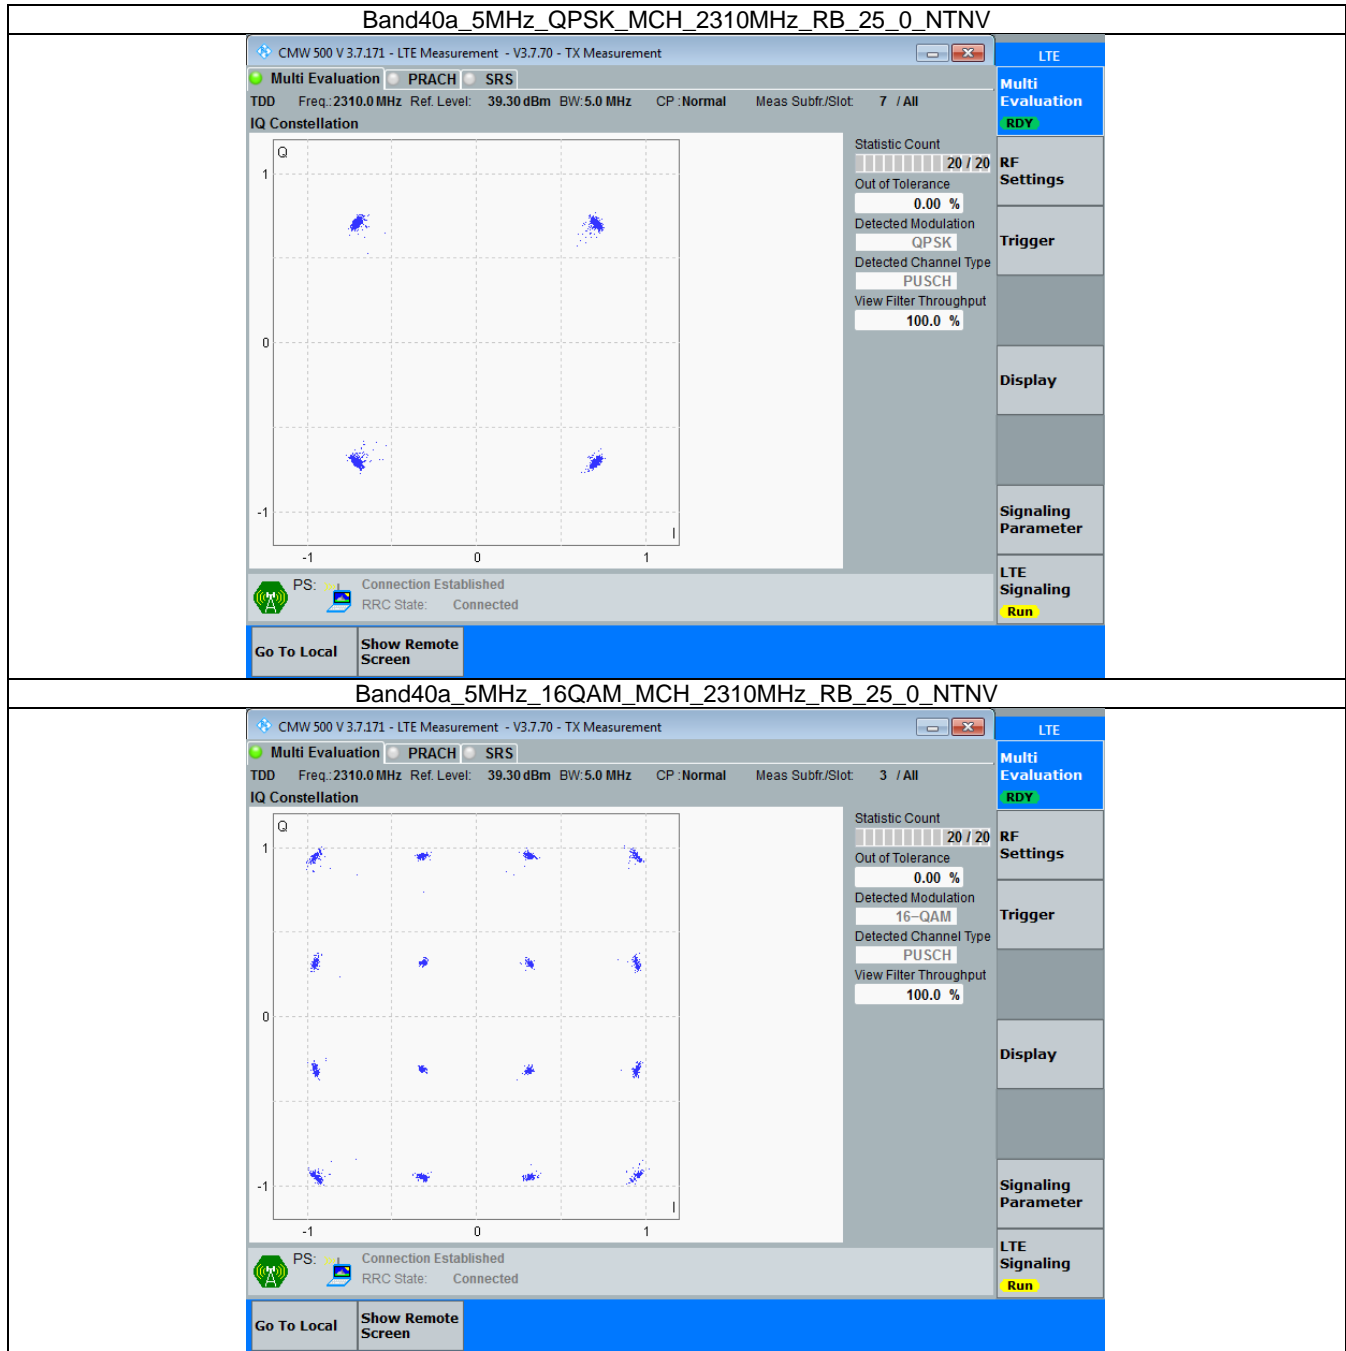 Band40a_5MHz_QPSK_MCH_2310MHz_RB_25_0_NTNV
CMW 500 V 3.7.171 - LTE Measurement - V3.7.70 - TX Measurement
LTE
Multi Evaluation PRACH SRS
Multi
Evaluation
RDY
TDD Freq.:2310.0 MHz Ref. Level: 39.30 dBm BW:5.0 MHz CP :Normal Meas Subfr./Slot: 7 / All
IQ Constellation
Q
1
0
-1
I
-1 0 1
Statistic Count
20 / 20
Out of Tolerance
0.00 %
Detected Modulation
QPSK
Detected Channel Type
PUSCH
View Filter Throughput
100.0 %
RF
Settings
Trigger
Display
Signaling
Parameter
LTE
Signaling
Run
PS: Connection Established
RRC State: Connected
Go To Local Show Remote
Screen
Band40a_5MHz_16QAM_MCH_2310MHz_RB_25_0_NTNV
CMW 500 V 3.7.171 - LTE Measurement - V3.7.70 - TX Measurement
LTE
Multi Evaluation PRACH SRS
Multi
Evaluation
RDY
TDD Freq.:2310.0 MHz Ref. Level: 39.30 dBm BW:5.0 MHz CP :Normal Meas Subfr./Slot: 3 / All
IQ Constellation
Q
1
0
-1
I
-1 0 1
Statistic Count
20 / 20
Out of Tolerance
0.00 %
Detected Modulation
16-QAM
Detected Channel Type
PUSCH
View Filter Throughput
100.0 %
RF
Settings
Trigger
Display
Signaling
Parameter
LTE
Signaling
Run
PS: Connection Established
RRC State: Connected
Go To Local Show Remote
Screen